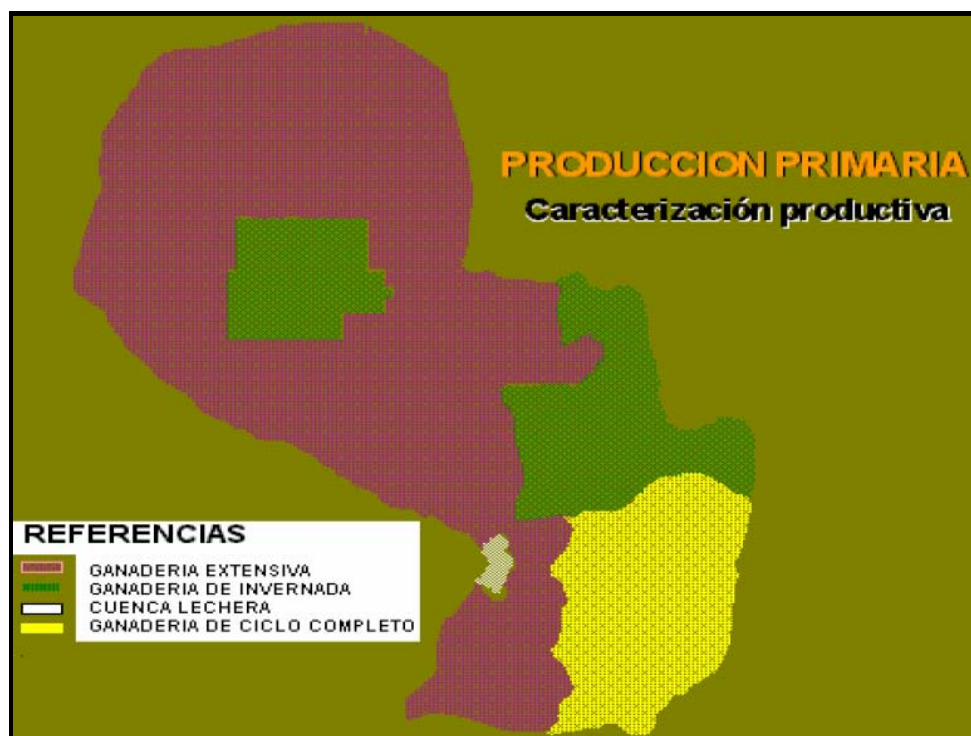 PRODUCCION PRIMARIA
Caracterización productiva
REFERENCIAS
GANADERIA EXTENSIVA
GANADERIA DE INVERNADA
CUENCA LECHERA
GANADERIA DE CICLO COMPLETO